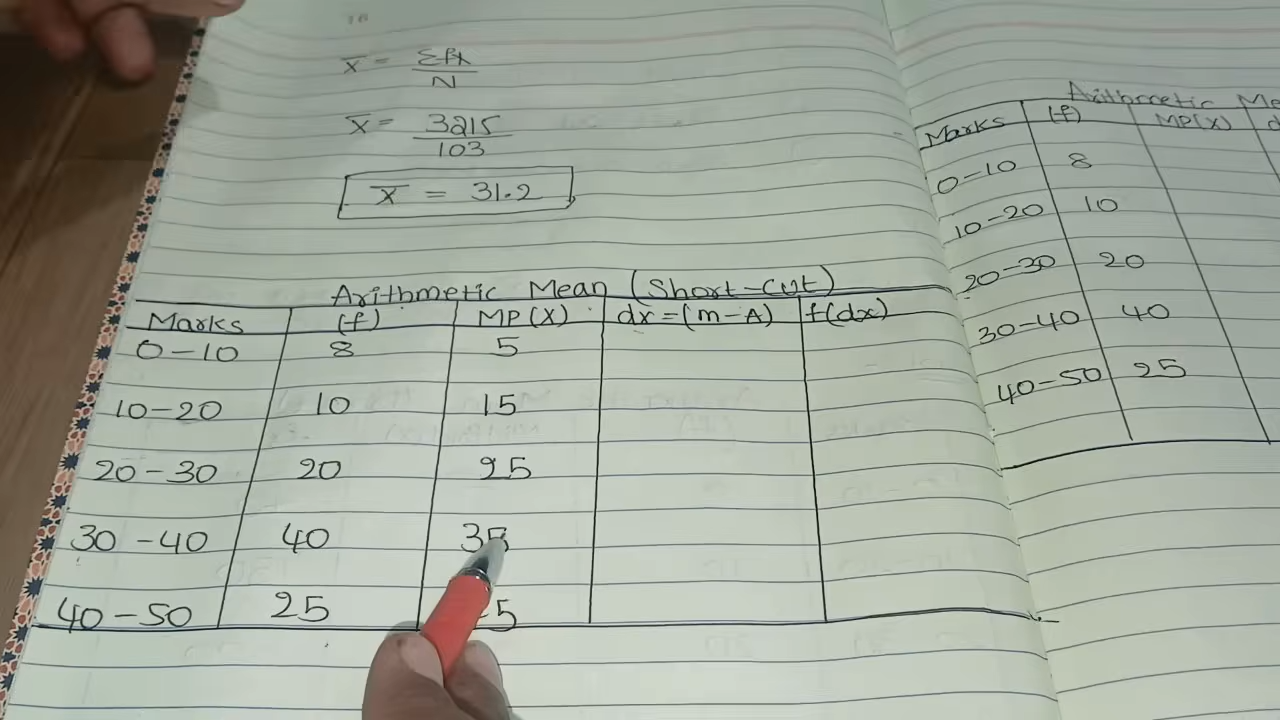 x̄ = Σfx
N
x̄ = 3215
103
x̄ = 31.2
Arithmetic Mean (Short-Cut)
Marks (f) MP(X) dx=(m-A) f(dx)
0-10 8 5
10-20 10 15
20-30 20 25
30-40 40 35
40-50 25
Arithmetic
Marks (f) MP(X)
0-10 8
10-20 10
20-30 20
30-40 40
40-50 25